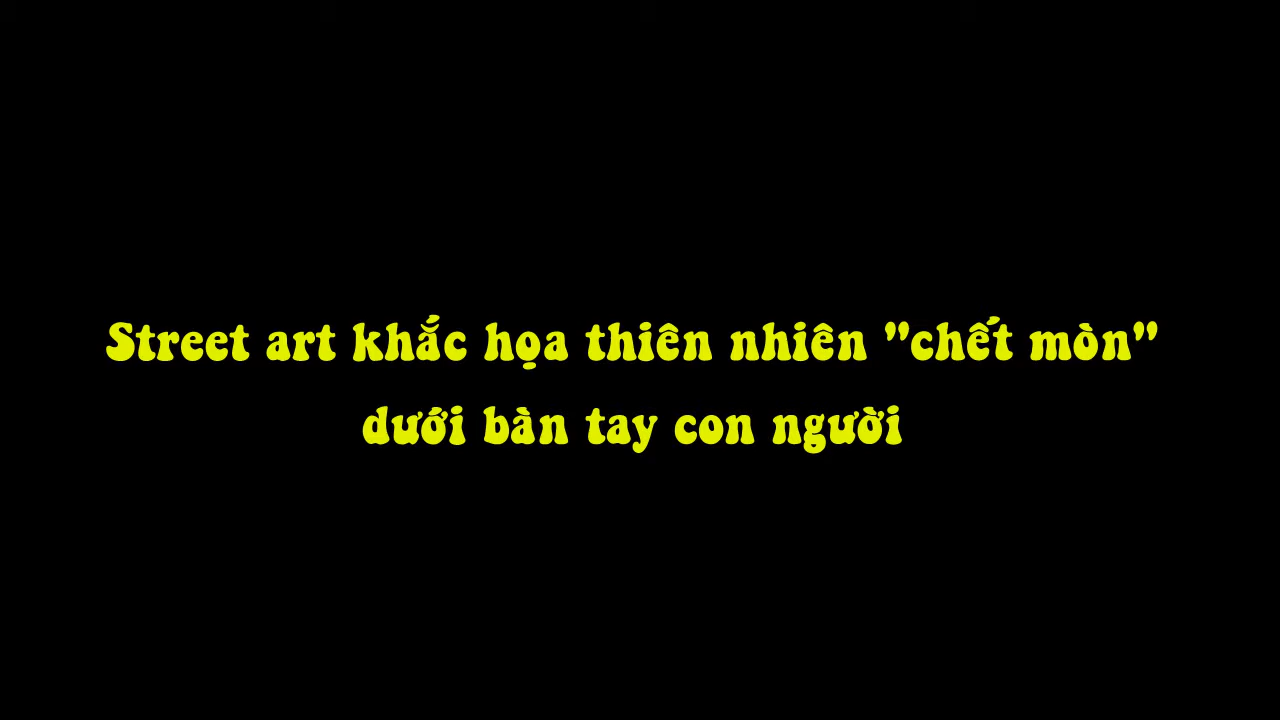 Street art khắc họa thiên nhiên "chết mòn"
dưới bàn tay con người